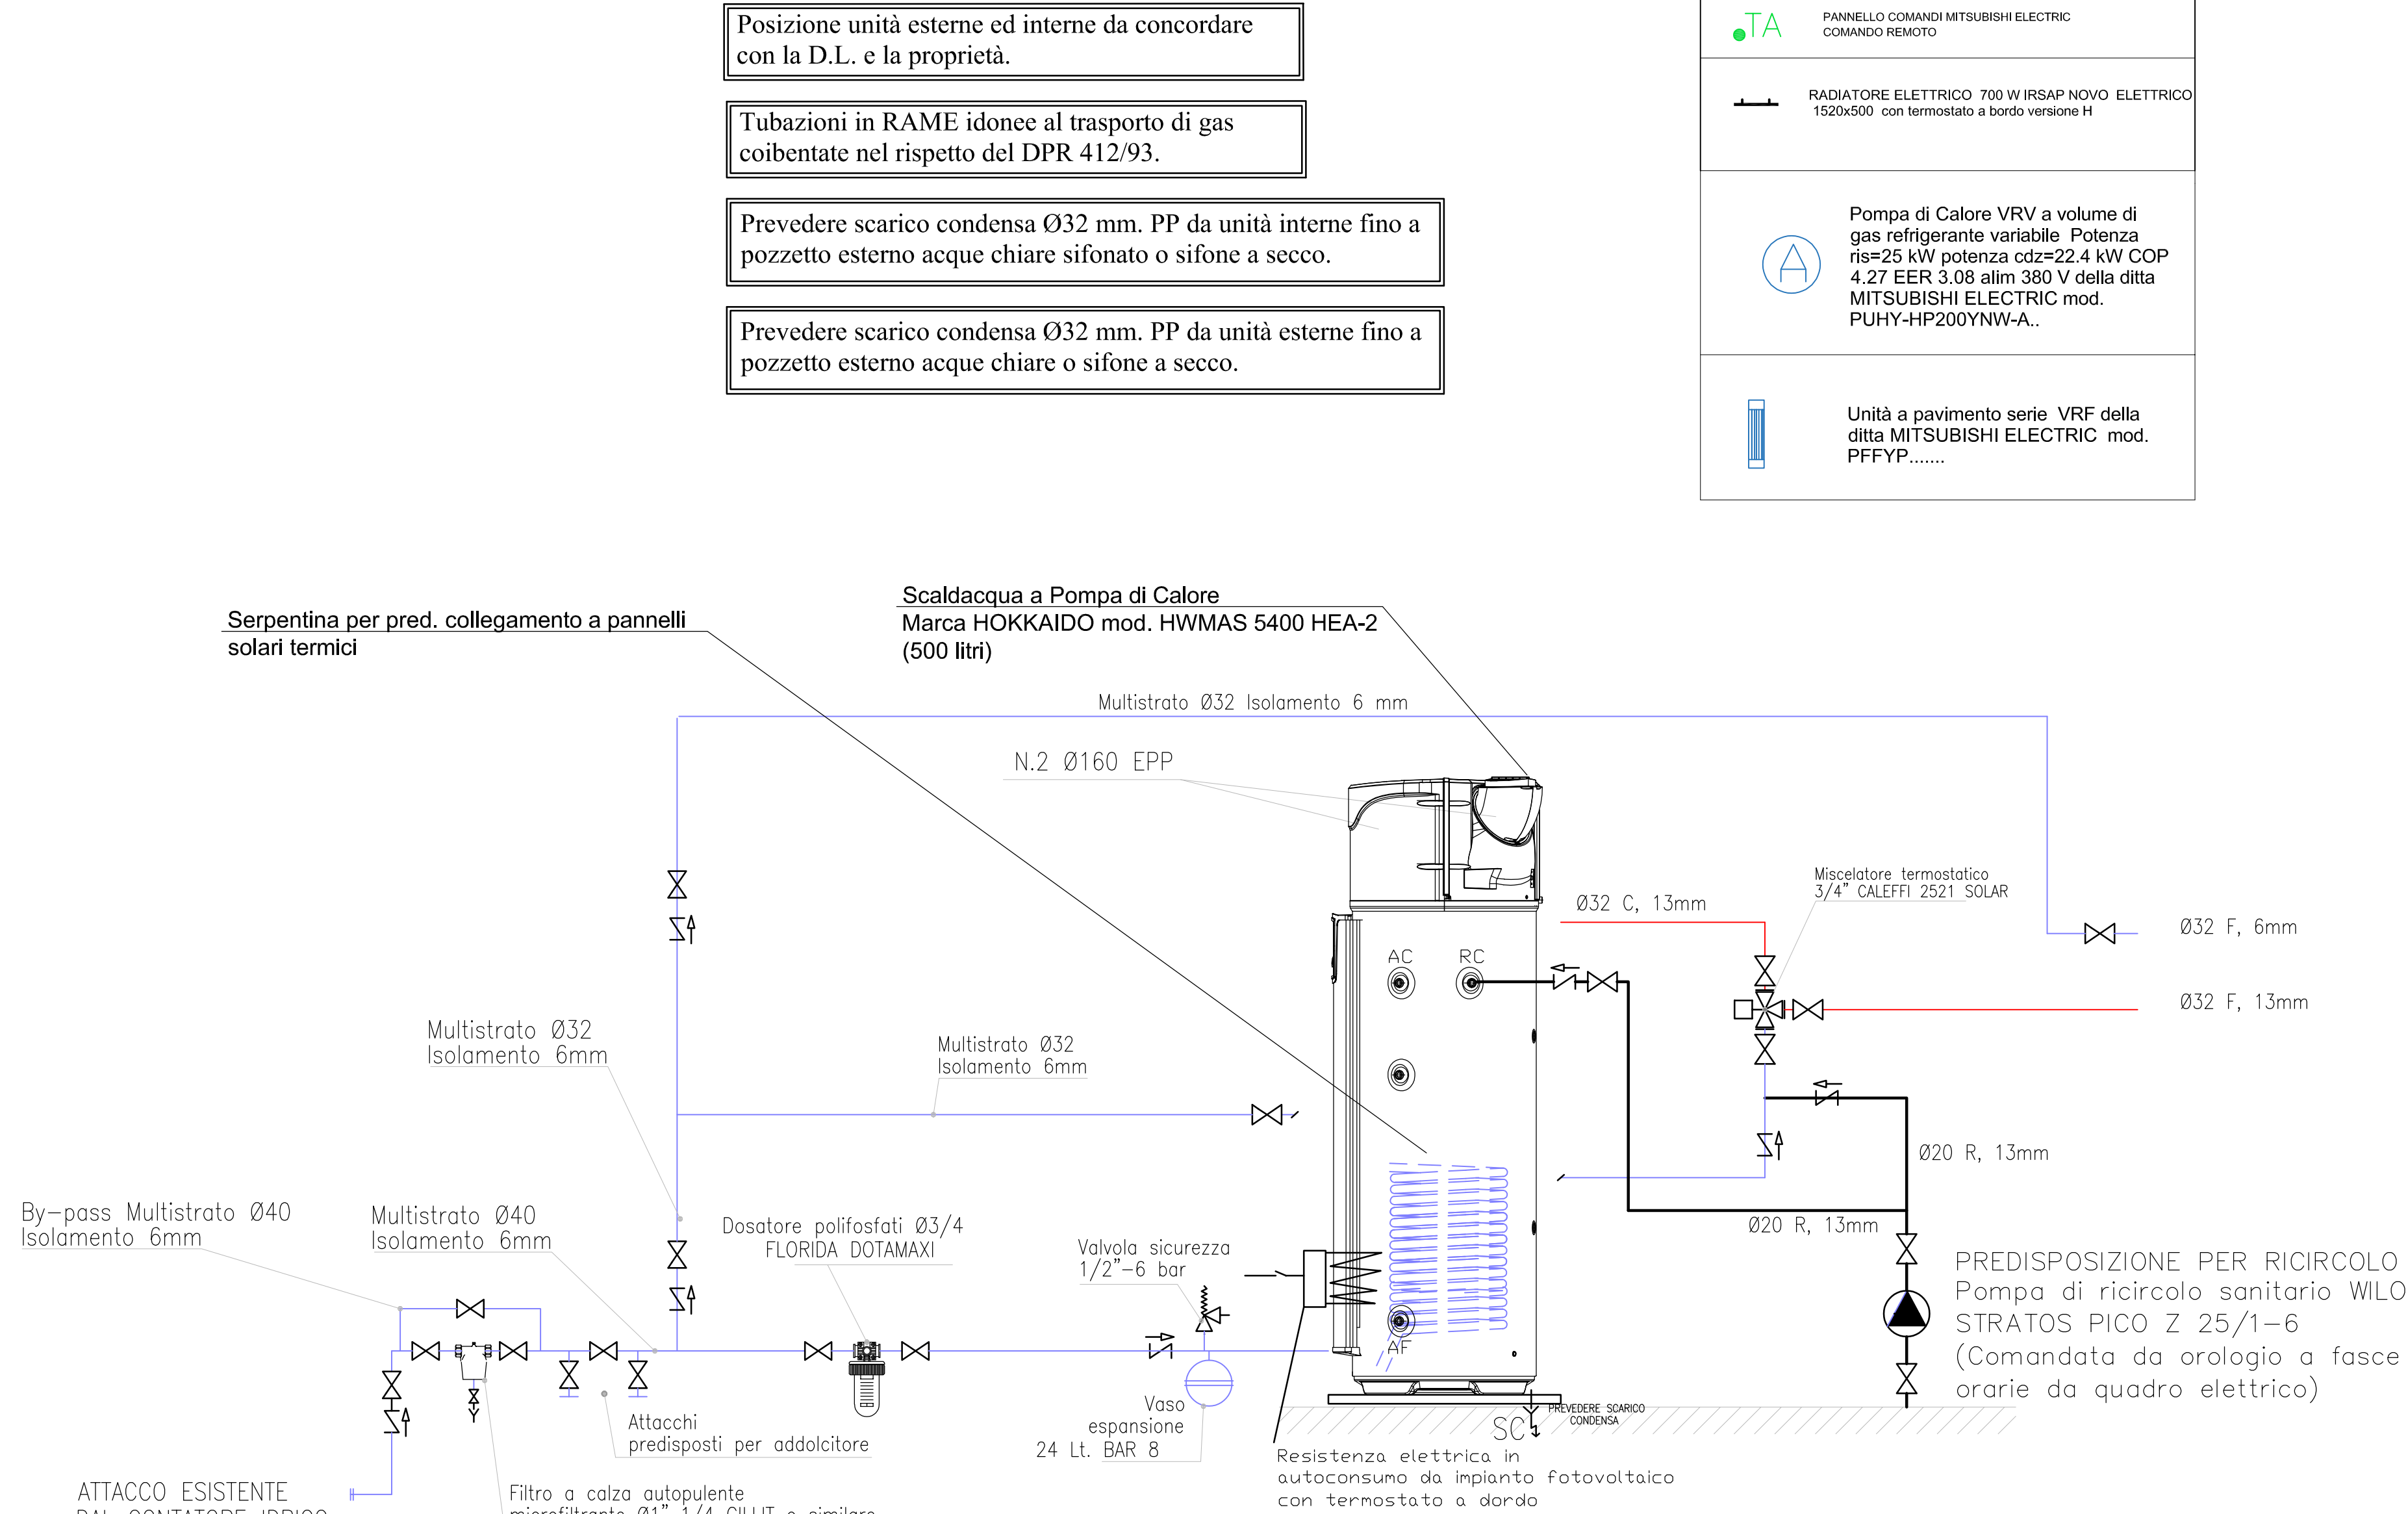 Posizione unità esterne ed interne da concordare
con la D.L. e la proprietà.
Tubazioni in RAME idonee al trasporto di gas
coibentate nel rispetto del DPR 412/93.
Prevedere scarico condensa Ø32 mm. PP da unità interne fino a
pozzetto esterno acque chiare sifonato o sifone a secco.
Prevedere scarico condensa Ø32 mm. PP da unità esterne fino a
pozzetto esterno acque chiare o sifone a secco.
TA
PANNELLO COMANDI MITSUBISHI ELECTRIC
COMANDO REMOTO
RADIATORE ELETTRICO 700 W IRSAP NOVO ELETTRICO
1520x500 con termostato a bordo versione H
A
Pompa di Calore VRV a volume di
gas refrigerante variabile Potenza
ris=25 kW potenza cdz=22.4 kW COP
4.27 EER 3.08 alim 380 V della ditta
MITSUBISHI ELECTRIC mod.
PUHY-HP200YNW-A..
Unità a pavimento serie VRF della
ditta MITSUBISHI ELECTRIC mod.
PFFYP.......
Serpentina per pred. collegamento a pannelli
solari termici
Scaldacqua a Pompa di Calore
Marca HOKKAIDO mod. HWMAS 5400 HEA-2
(500 litri)
Multistrato Ø32 Isolamento 6 mm
N.2 Ø160 EPP
Miscelatore termostatico
3/4" CALEFFI 2521 SOLAR
Ø32 C, 13mm
Ø32 F, 6mm
AC
RC
Ø32 F, 13mm
Multistrato Ø32
Isolamento 6mm
Multistrato Ø32
Isolamento 6mm
Ø20 R, 13mm
Ø20 R, 13mm
By-pass Multistrato Ø40
Isolamento 6mm
Multistrato Ø40
Isolamento 6mm
Dosatore polifosfati Ø3/4
FLORIDA DOTAMAXI
Valvola sicurezza
1/2"-6 bar
AF
PREDISPOSIZIONE PER RICIRCOLO
Pompa di ricircolo sanitario WILO
STRATOS PICO Z 25/1-6
(Comandata da orologio a fasce
orarie da quadro elettrico)
Vaso
espansione
24 Lt. BAR 8
Attacchi
predisposti per addolcitore
SC
PREVEDERE SCARICO
CONDENSA
Resistenza elettrica in
autoconsumo da impianto fotovoltaico
con termostato a dordo
ATTACCO ESISTENTE
DAL CONTATORE IDRICO
Filtro a calza autopulente
microfiltrante Ø1" 1/4 CILLIT o similare